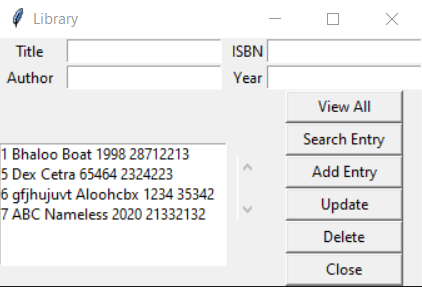 Library
Title ISBN
Author Year
View All
Search Entry
1 Bhaloo Boat 1998 28712213
5 Dex Cetra 65464 2324223
6 gfjhujuvt Aloohcbx 1234 35342
7 ABC Nameless 2020 21332132
Add Entry
Update
Delete
Close